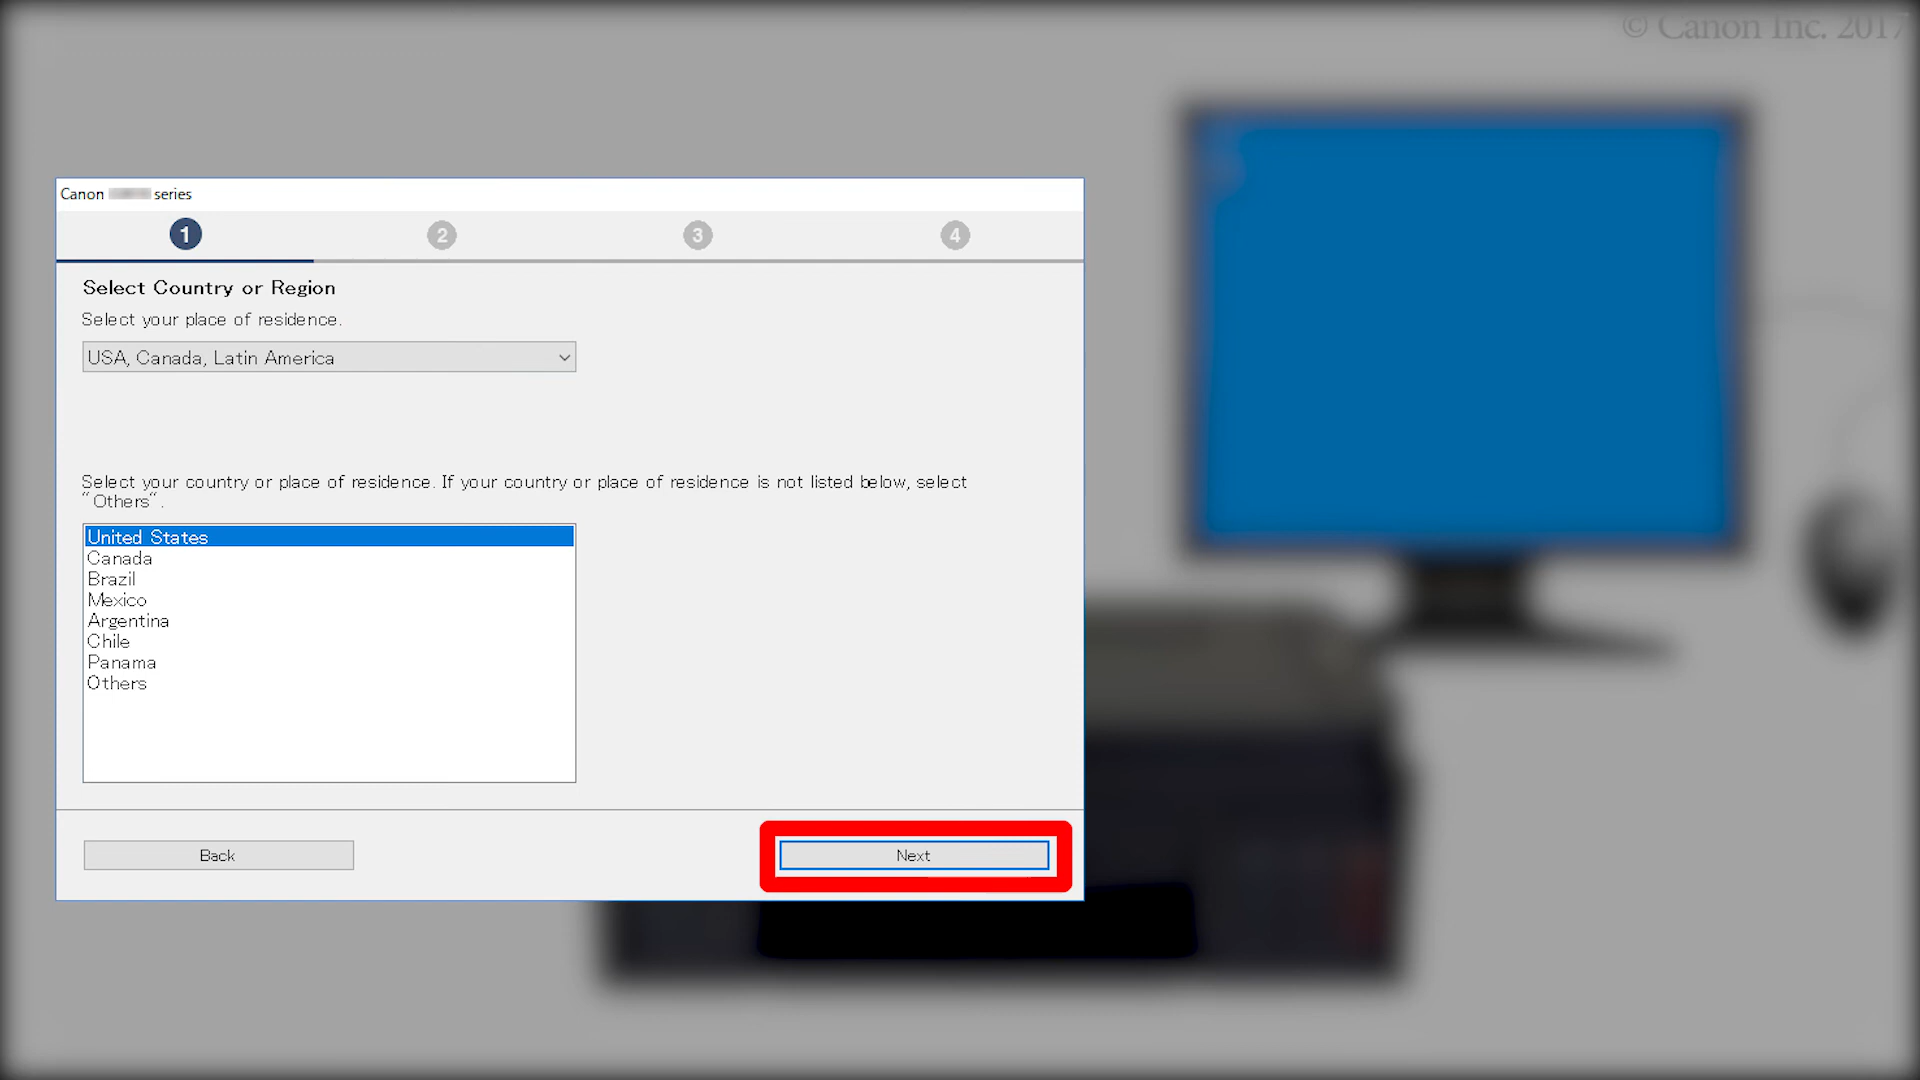 © Canon Inc. 2017
Canon series
1
2
3
4
Select Country or Region
Select your place of residence.
USA, Canada, Latin America
Select your country or place of residence. If your country or place of residence is not listed below, select
"Others".
United States
Canada
Brazil
Mexico
Argentina
Chile
Panama
Others
Back
Next